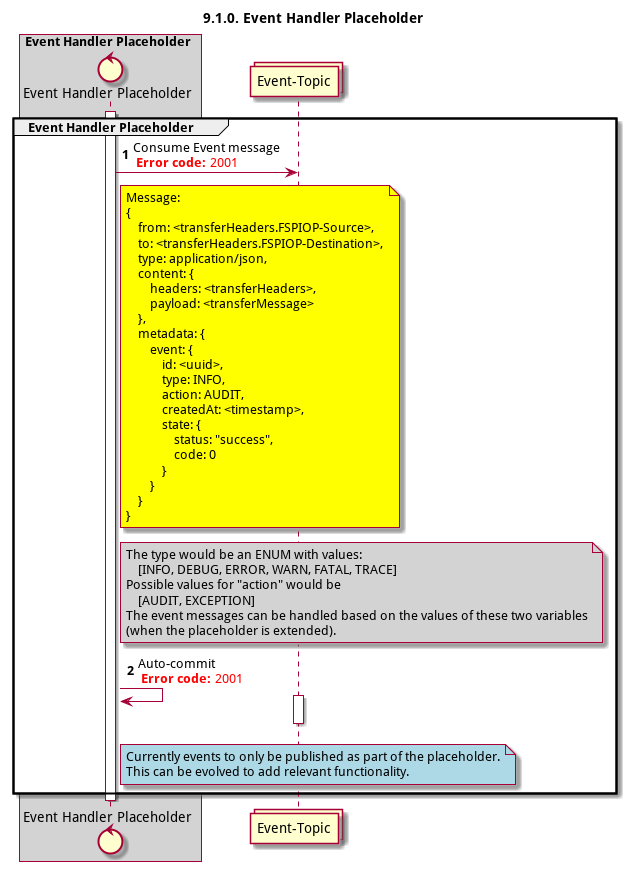 9.1.0. Event Handler Placeholder
Event Handler Placeholder
Event Handler Placeholder
Event-Topic
Event Handler Placeholder
1 Consume Event message
Error code: 2001
Message:
{
    from: <transferHeaders.FSPIOP-Source>,
    to: <transferHeaders.FSPIOP-Destination>,
    type: application/json,
    content: {
        headers: <transferHeaders>,
        payload: <transferMessage>
    },
    metadata: {
        event: {
            id: <uuid>,
            type: INFO,
            action: AUDIT,
            createdAt: <timestamp>,
            state: {
                status: "success",
                code: 0
            }
        }
    }
}
The type would be an ENUM with values:
    [INFO, DEBUG, ERROR, WARN, FATAL, TRACE]
Possible values for "action" would be
    [AUDIT, EXCEPTION]
The event messages can be handled based on the values of these two variables
(when the placeholder is extended).
2 Auto-commit
Error code: 2001
Currently events to only be published as part of the placeholder.
This can be evolved to add relevant functionality.
Event Handler Placeholder
Event-Topic